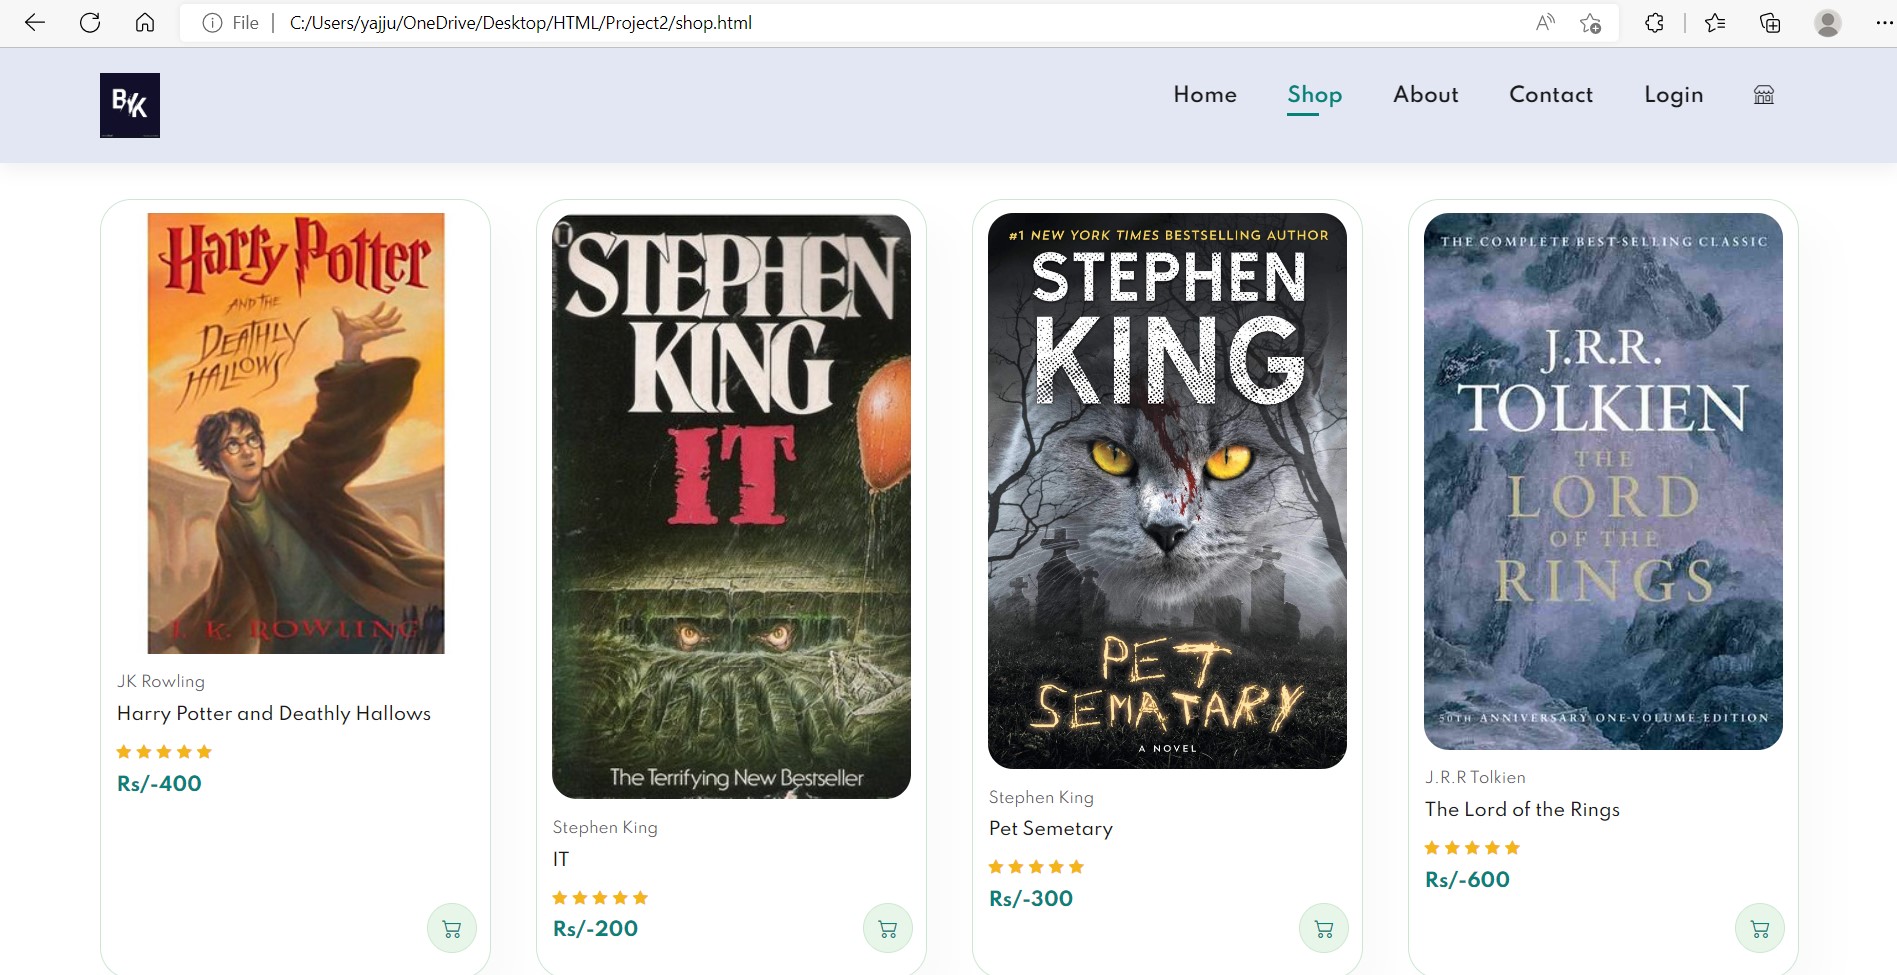 File
C:/Users/yajju/OneDrive/Desktop/HTML/Project2/shop.html
BYK
Home
Shop
About
Contact
Login
Harry Potter
AND THE
DEATHLY
HALLOWS
J. K. ROWLING
JK Rowling
Harry Potter and Deathly Hallows
Rs/-400
STEPHEN
KING
IT
The Terrifying New Bestseller
Stephen King
IT
Rs/-200
#1 NEW YORK TIMES BESTSELLING AUTHOR
STEPHEN
KING
PET
SEMATARY
A NOVEL
Stephen King
Pet Semetary
Rs/-300
THE COMPLETE BEST-SELLING CLASSIC
J.R.R.
TOLKIEN
THE
LORD
OF THE
RINGS
50TH ANNIVERSARY ONE-VOLUME EDITION
J.R.R Tolkien
The Lord of the Rings
Rs/-600